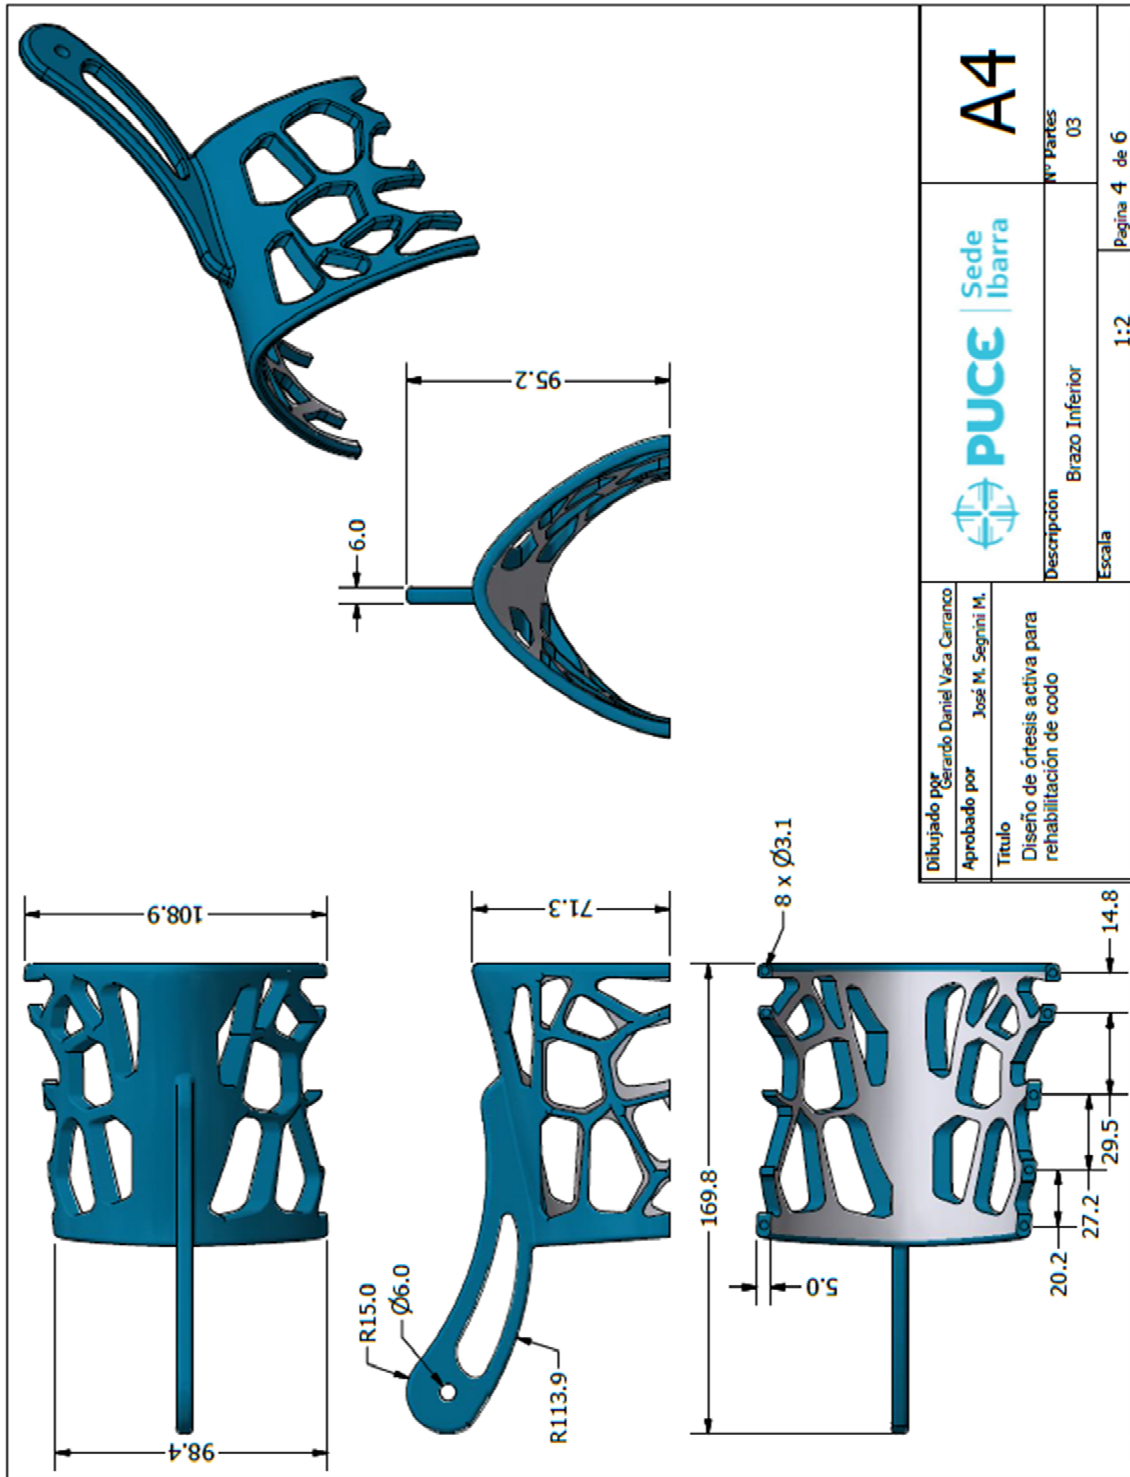 108.9
98.4
71.3
R15.0
Ø6.0
R113.9
6.0
95.2
169.8
8 x Ø3.1
5.0
20.2
27.2
29.5
14.8
Dibujado por
Gerardo Daniel Vaca Carranco
Aprobado por
José M. Segnini M.
Titulo
Diseño de órtesis activa para
rehabilitación de codo
PUCE Sede
Ibarra
A4
Descripción
Brazo Inferior
N° Partes
03
Escala
1:2
Pagina 4 de 6